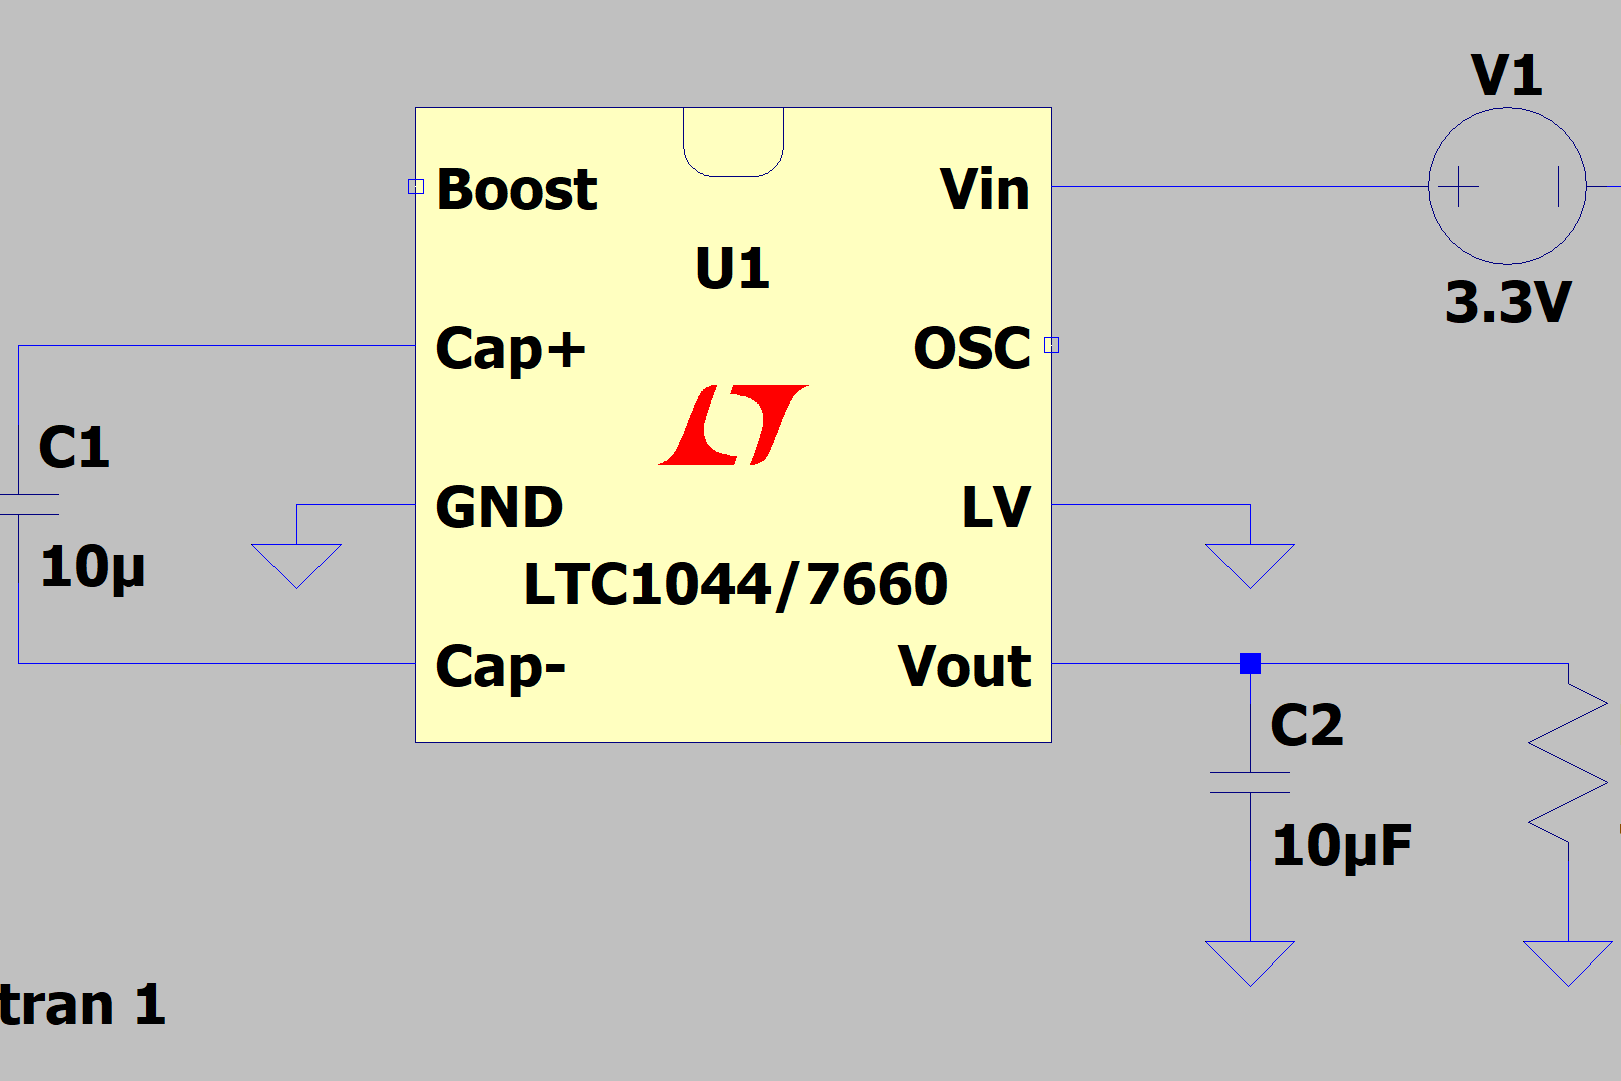 V1
Boost
Vin
U1
3.3V
Cap+
OSC
C1
GND
LV
10µ
LTC1044/7660
Cap-
Vout
C2
10µF
tran 1